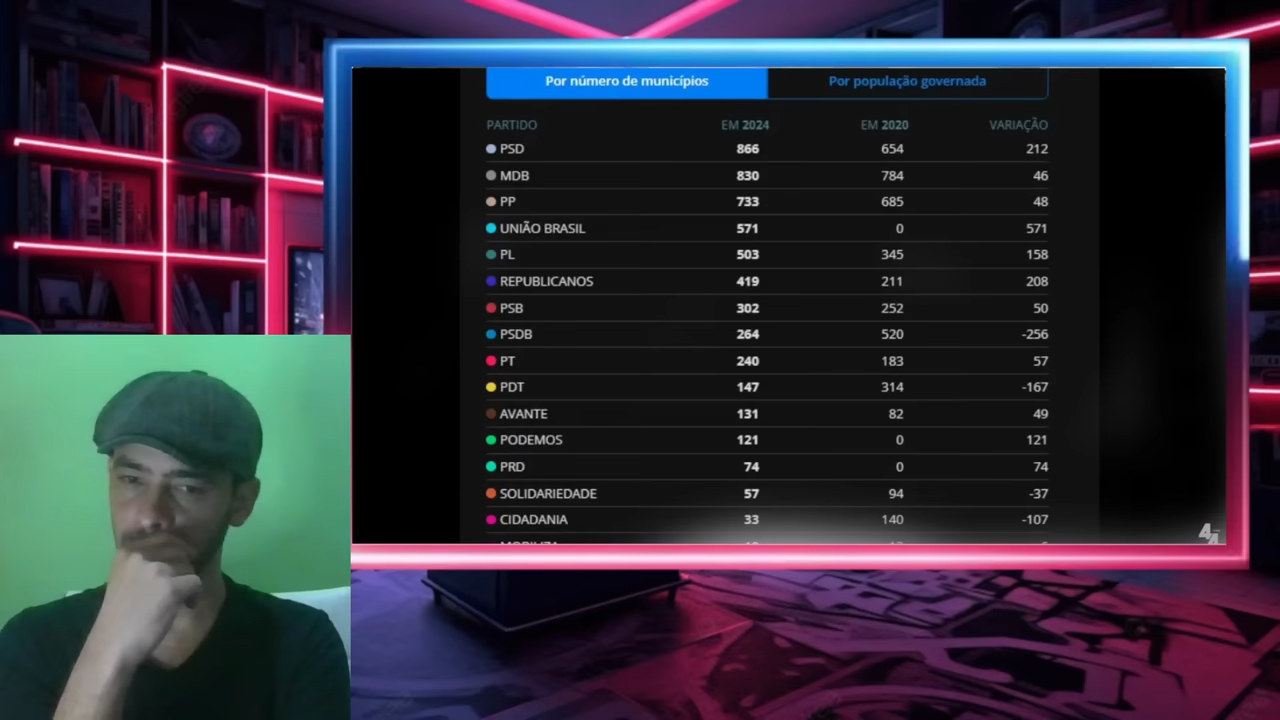 Por número de municípios Por população governada
PARTIDO EM 2024 EM 2020 VARIAÇÃO
PSD 866 654 212
MDB 830 784 46
PP 733 685 48
UNIÃO BRASIL 571 0 571
PL 503 345 158
REPUBLICANOS 419 211 208
PSB 302 252 50
PSDB 264 520 -256
PT 240 183 57
PDT 147 314 -167
AVANTE 131 82 49
PODEMOS 121 0 121
PRD 74 0 74
SOLIDARIEDADE 57 94 -37
CIDADANIA 33 140 -107